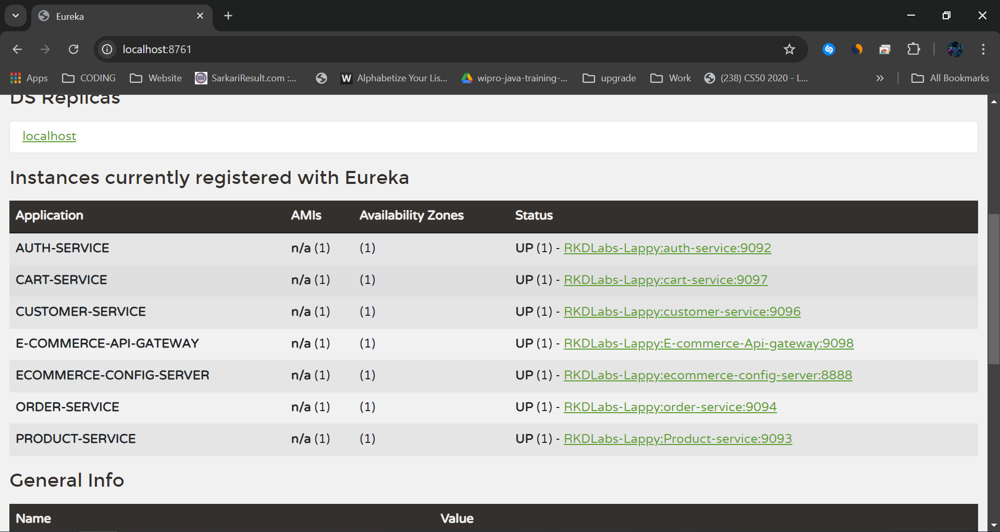 Eureka
localhost:8761
Apps CODING Website SarkariResult.com :... W Alphabetize Your Lis... wipro-java-training-... upgrade Work (238) CS50 2020 - L... » All Bookmarks
DS Replicas
localhost
Instances currently registered with Eureka
Application AMIs Availability Zones Status
AUTH-SERVICE n/a (1) (1) UP (1) - RKDLabs-Lappy:auth-service:9092
CART-SERVICE n/a (1) (1) UP (1) - RKDLabs-Lappy:cart-service:9097
CUSTOMER-SERVICE n/a (1) (1) UP (1) - RKDLabs-Lappy:customer-service:9096
E-COMMERCE-API-GATEWAY n/a (1) (1) UP (1) - RKDLabs-Lappy:E-commerce-Api-gateway:9098
ECOMMERCE-CONFIG-SERVER n/a (1) (1) UP (1) - RKDLabs-Lappy:ecommerce-config-server:8888
ORDER-SERVICE n/a (1) (1) UP (1) - RKDLabs-Lappy:order-service:9094
PRODUCT-SERVICE n/a (1) (1) UP (1) - RKDLabs-Lappy:Product-service:9093
General Info
Name Value